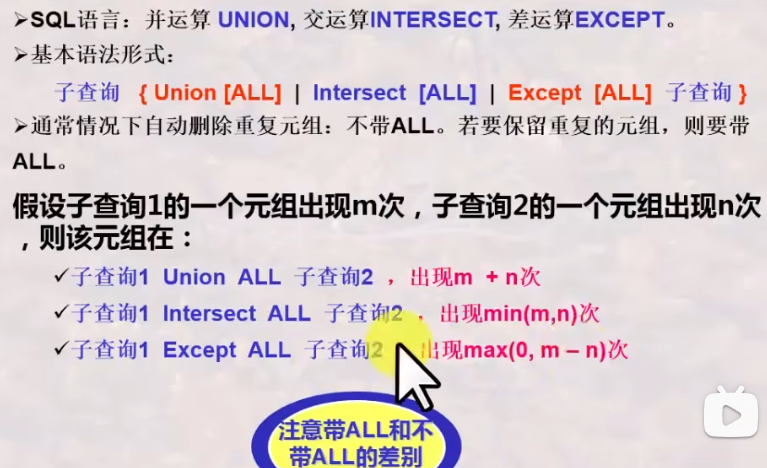 ➢SQL语言：并运算 UNION, 交运算INTERSECT, 差运算EXCEPT。
➢基本语法形式：
子查询 { Union [ALL] | Intersect [ALL] | Except [ALL] 子查询 }
➢通常情况下自动删除重复元组：不带ALL。若要保留重复的元组，则要带
ALL。
假设子查询1的一个元组出现m次，子查询2的一个元组出现n次
，则该元组在：
✓子查询1 Union ALL 子查询2 ，出现m + n次
✓子查询1 Intersect ALL 子查询2 ，出现min(m,n)次
✓子查询1 Except ALL 子查询2 出现max(0, m – n)次
注意带ALL和不
带ALL的差别